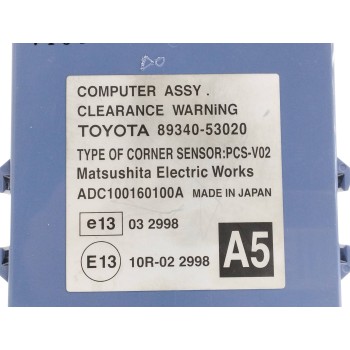 COMPUTER ASSY.
CLEARANCE WARNiNG
TOYOTA 89340-53020
TYPE OF CORNER SENSOR:PCS-V02
Matsushita Electric Works
ADC100160100A MADE IN JAPAN
e13 03 2998
E13 10R-02 2998
A5